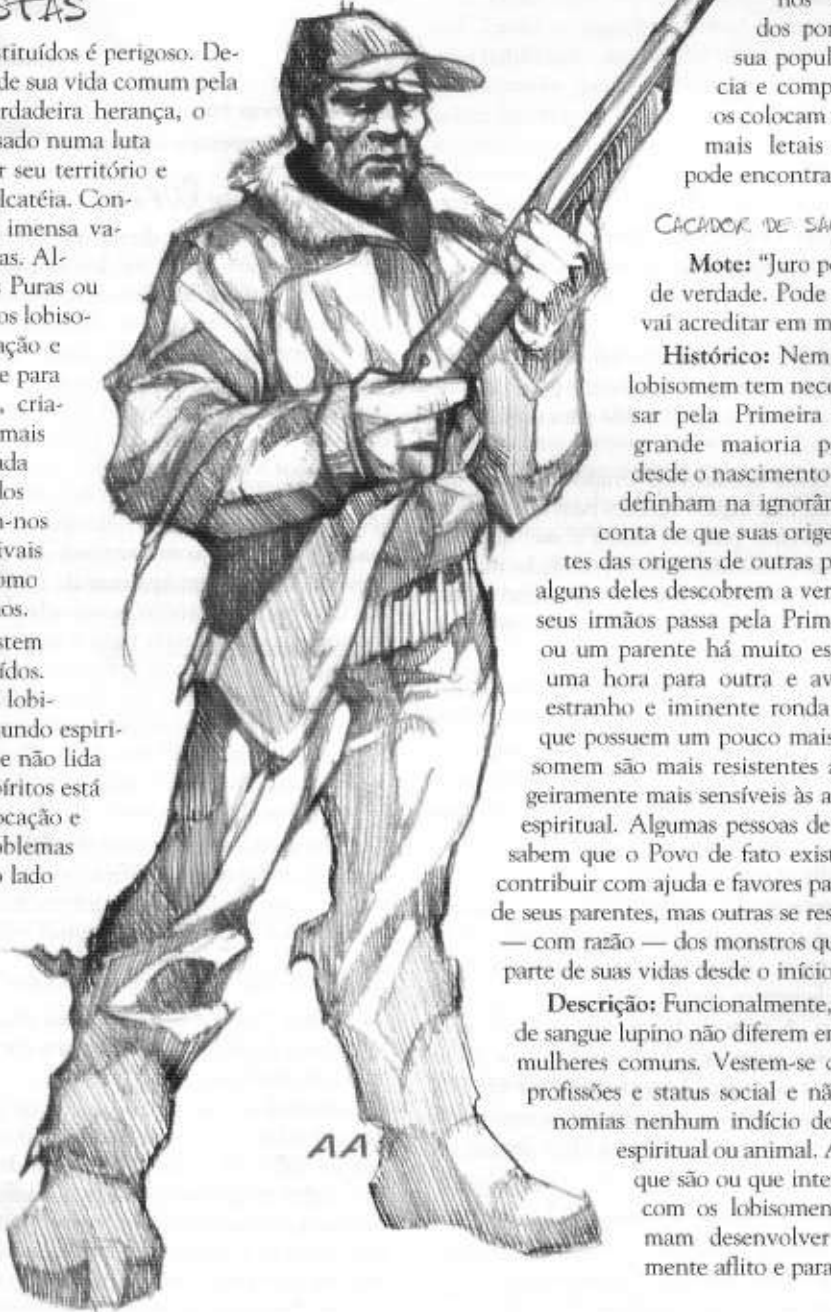 STAS
stituídos é perigoso. De-
de sua vida comum pela
rdadeira herança, o
sado numa luta
r seu território e
lcatéia. Con-
imensa va-
as. Al-
s Puras ou
os lobiso-
ação e
e para
, cria-
mais
ada
los
n-nos
ivais
omo
os.
stem
ídos.
lobi-
undo espiri-
e não lida
píritos está
ocação e
oblemas
o lado
AA
nos
dos por
sua popul
cia e comp
os colocam
mais letais
pode encontra
CAÇADOR DE SA
Mote: "Juro p
de verdade. Pode
vai acreditar em m
Histórico: Nem
lobisomem tem nece
sar pela Primeira
grande maioria p
desde o nascimento
definham na ignorân
conta de que suas orige
tes das origens de outras p
alguns deles descobrem a ver
seus irmãos passa pela Prim
ou um parente há muito es
uma hora para outra e av
estranho e iminente ronda
que possuem um pouco mais
somem são mais resistentes
geiramente mais sensíveis às a
espiritual. Algumas pessoas de
sabem que o Povo de fato exist
contribuir com ajuda e favores pa
de seus parentes, mas outras se res
— com razão — dos monstros qu
parte de suas vidas desde o início
Descrição: Funcionalmente,
de sangue lupino não diferem en
mulheres comuns. Vestem-se
profissões e status social e nã
nomias nenhum indício de
espiritual ou animal. A
que são ou que inte
com os lobisomen
mam desenvolver
mente aflito e para